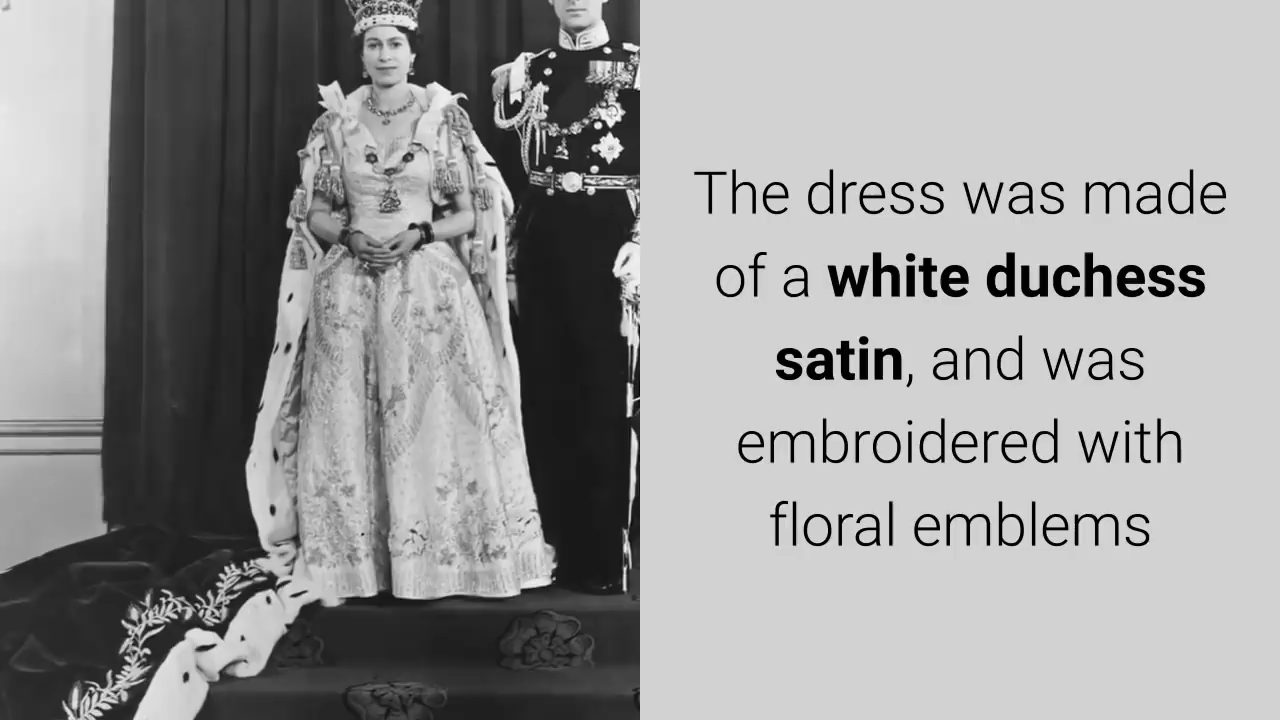 The dress was made
of a white duchess
satin, and was
embroidered with
floral emblems